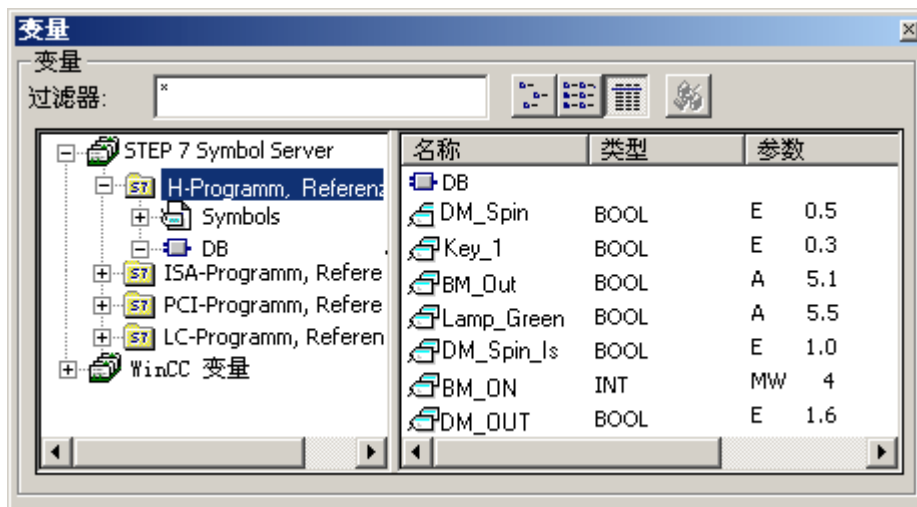 变量
变量
过滤器: *
STEP 7 Symbol Server
H-Programm, Referenz
Symbols
DB
ISA-Programm, Refere
PCI-Programm, Refere
LC-Programm, Referen
WinCC 变量
名称 类型 参数
DB
DM_Spin BOOL E 0.5
Key_1 BOOL E 0.3
BM_Out BOOL A 5.1
Lamp_Green BOOL A 5.5
DM_Spin_Is BOOL E 1.0
BM_ON INT MW 4
DM_OUT BOOL E 1.6